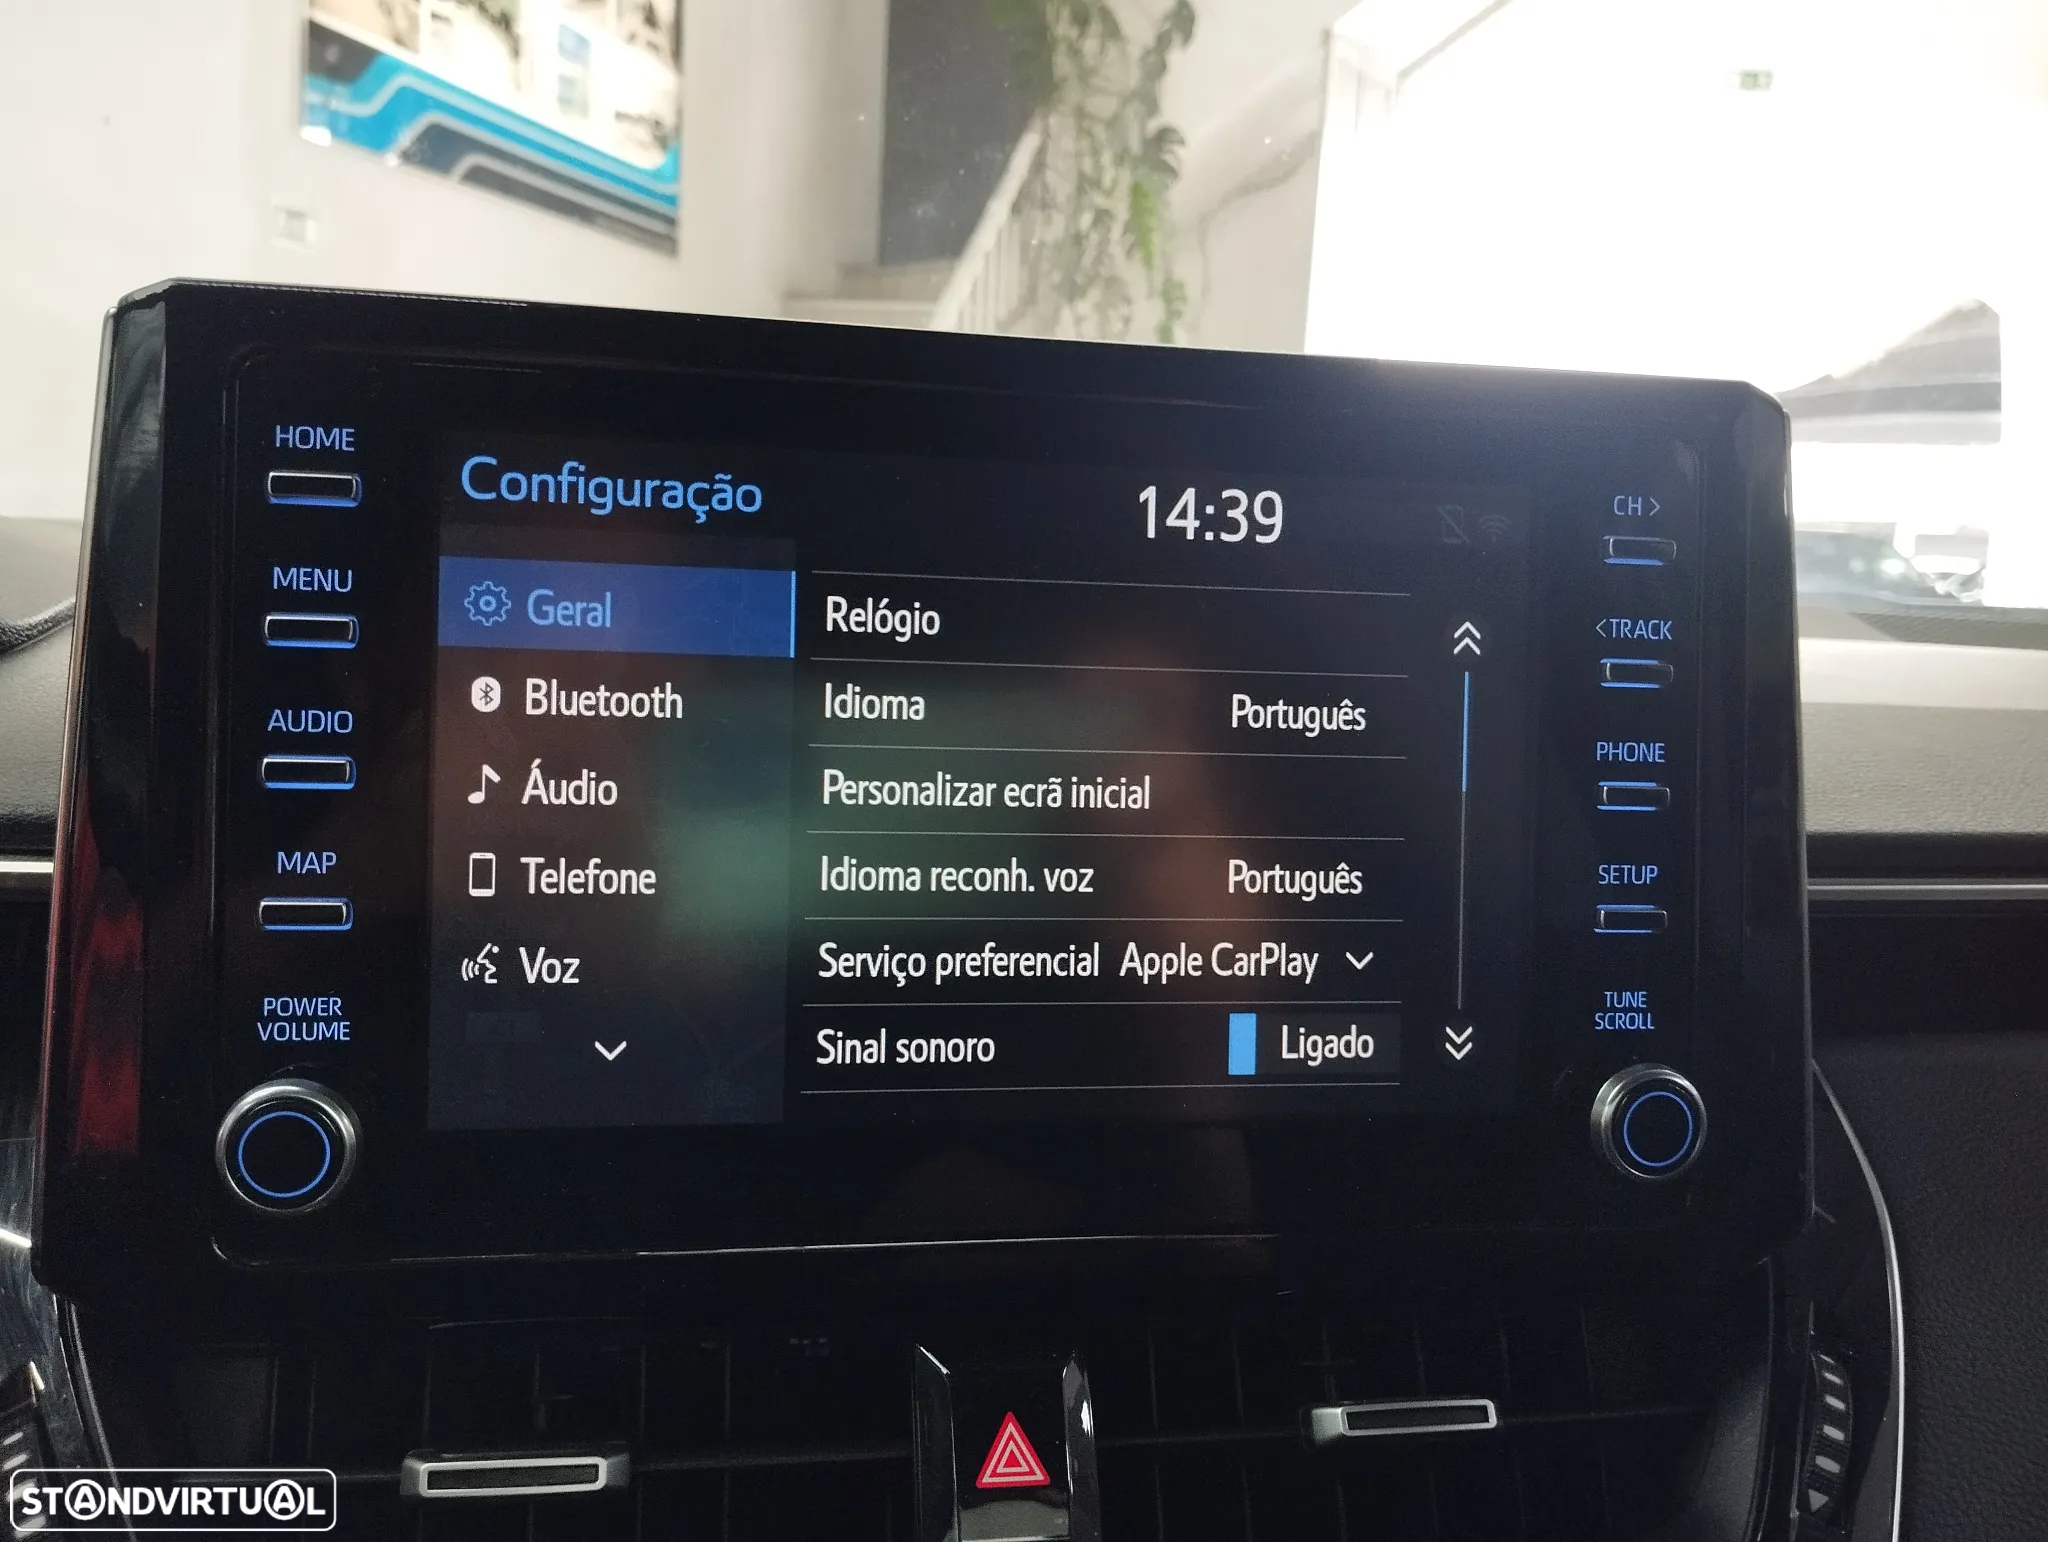 HOME
MENU
AUDIO
MAP
POWER
VOLUME
Configuração
14:39
Geral
Bluetooth
Áudio
Telefone
Voz
Relógio
Idioma Português
Personalizar ecrã inicial
Idioma reconh. voz Português
Serviço preferencial Apple CarPlay
Sinal sonoro Ligado
CH>
<TRACK
PHONE
SETUP
TUNE
SCROLL
STANDVIRTUAL